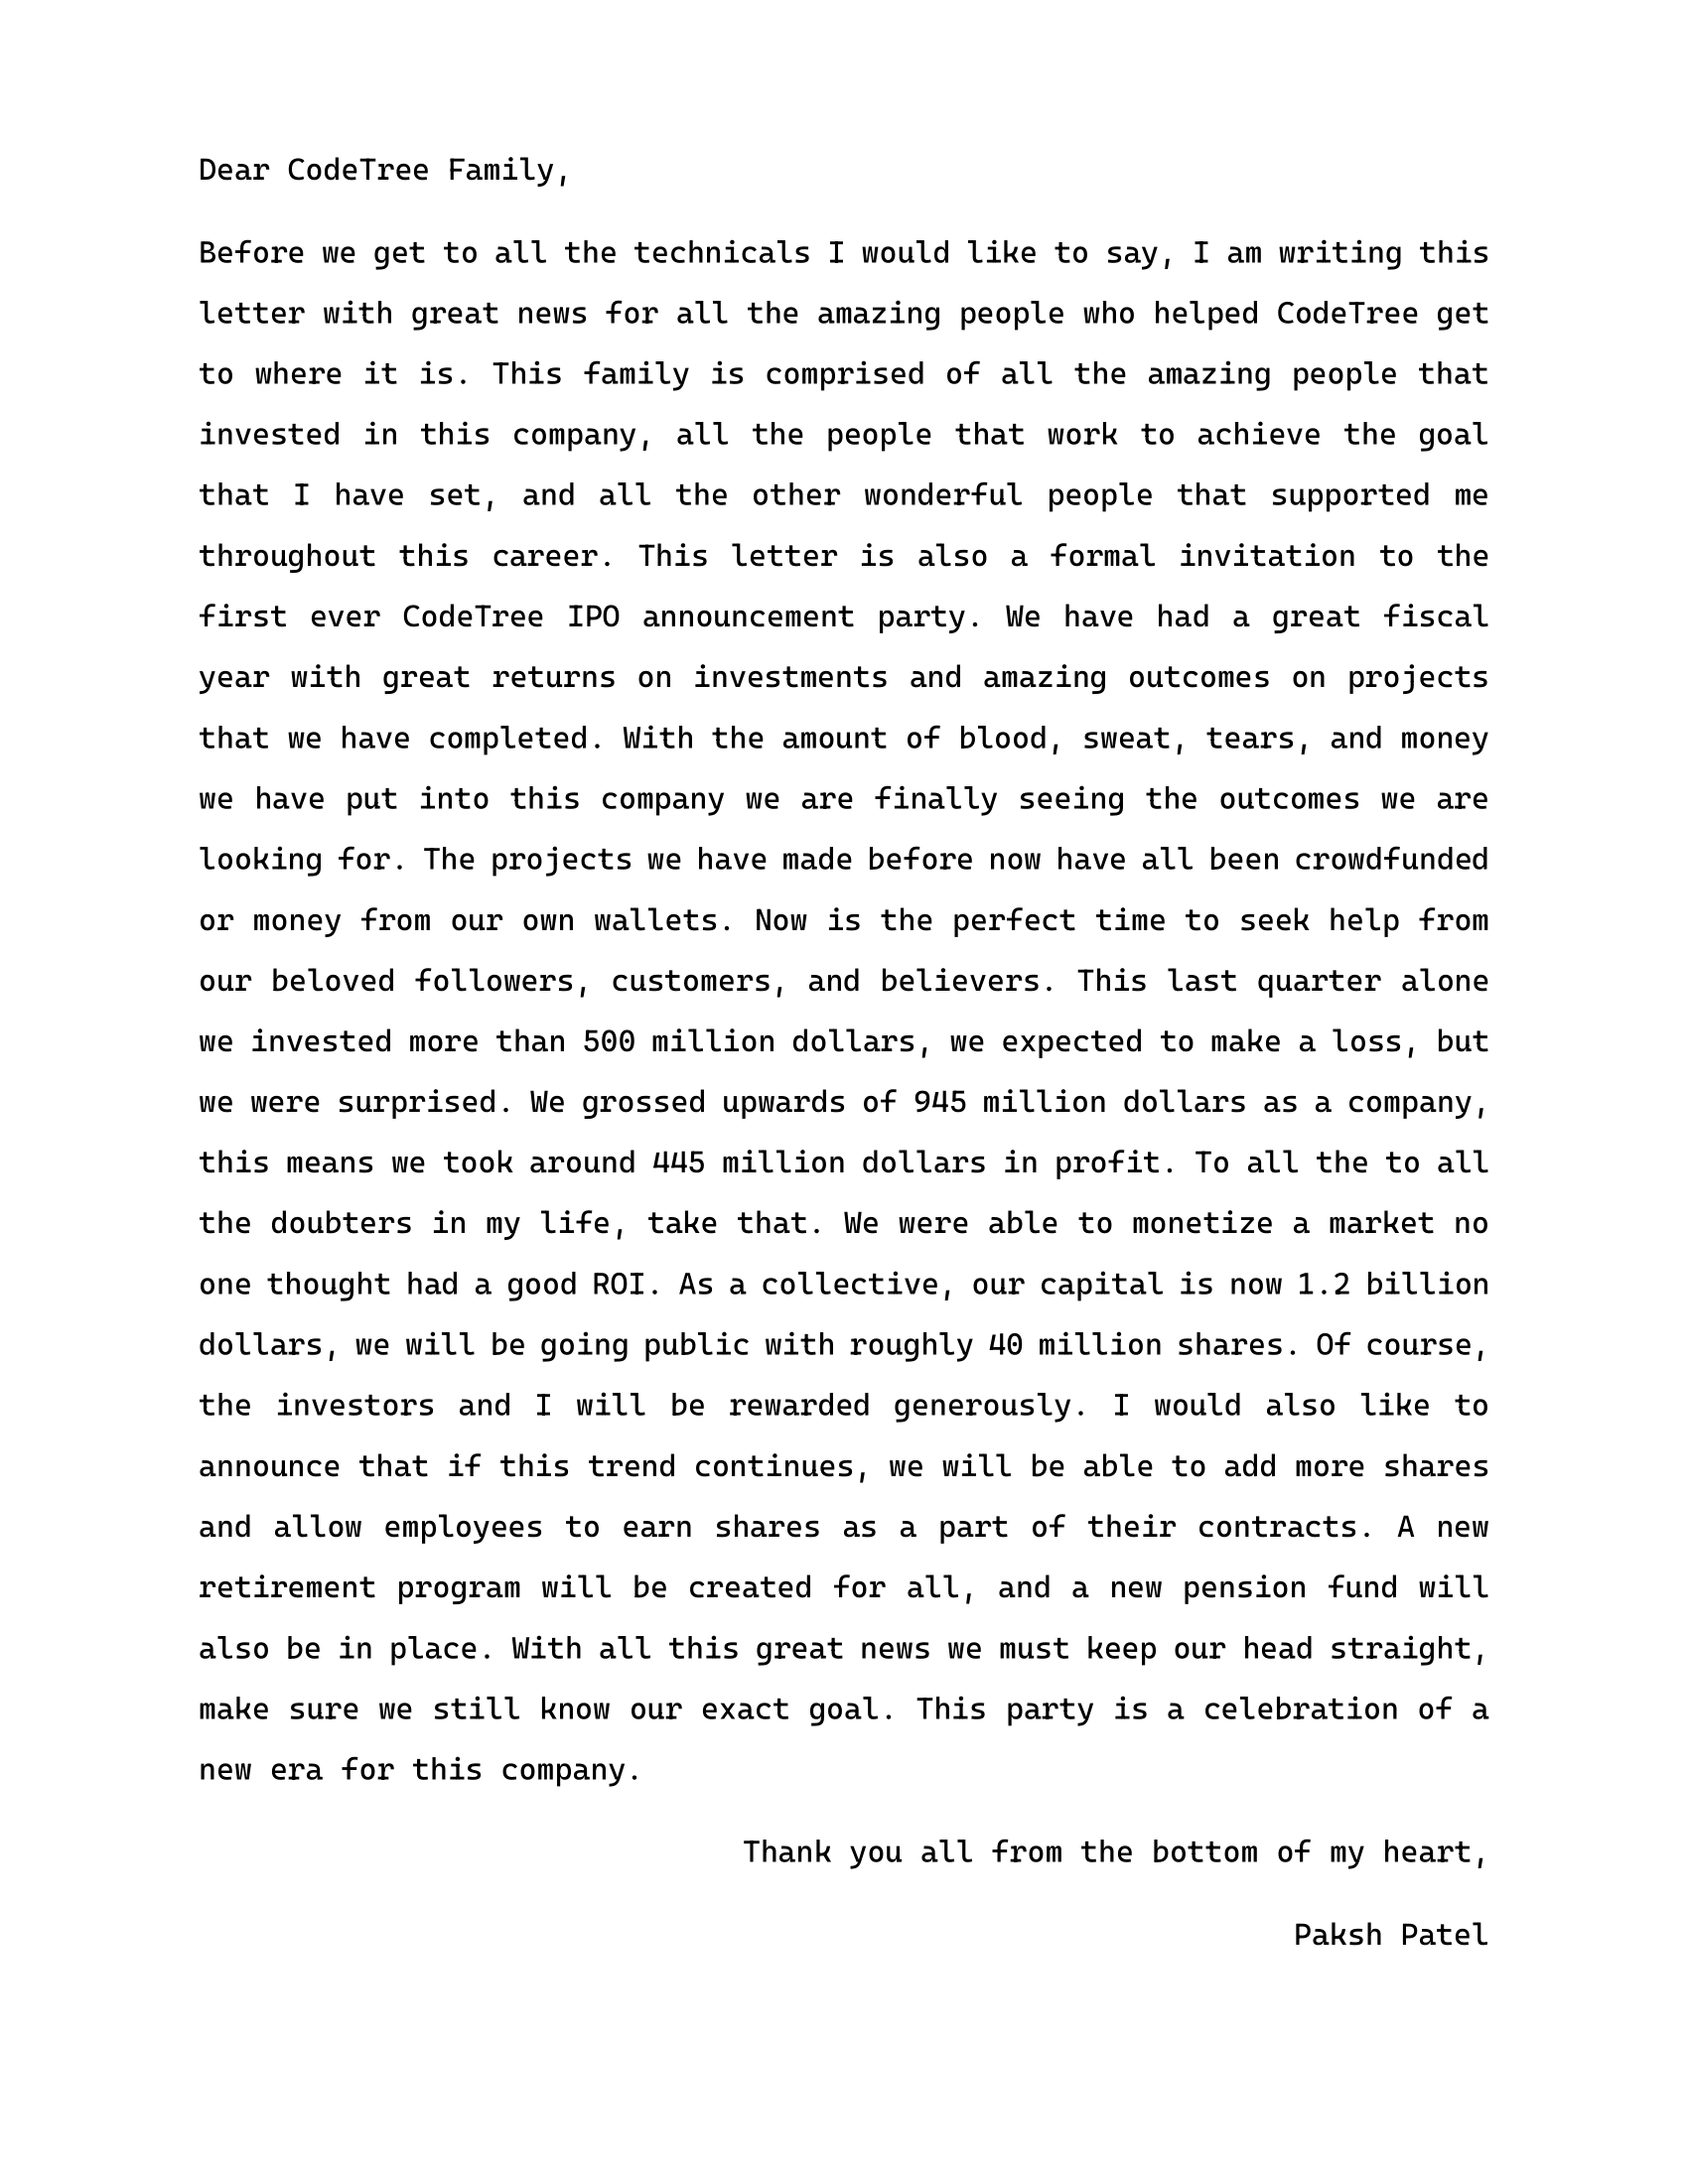 Dear CodeTree Family,
Before we get to all the technicals I would like to say, I am writing this
letter with great news for all the amazing people who helped CodeTree get
to where it is. This family is comprised of all the amazing people that
invested in this company, all the people that work to achieve the goal
that I have set, and all the other wonderful people that supported me
throughout this career. This letter is also a formal invitation to the
first ever CodeTree IPO announcement party. We have had a great fiscal
year with great returns on investments and amazing outcomes on projects
that we have completed. With the amount of blood, sweat, tears, and money
we have put into this company we are finally seeing the outcomes we are
looking for. The projects we have made before now have all been crowdfunded
or money from our own wallets. Now is the perfect time to seek help from
our beloved followers, customers, and believers. This last quarter alone
we invested more than 500 million dollars, we expected to make a loss, but
we were surprised. We grossed upwards of 945 million dollars as a company,
this means we took around 445 million dollars in profit. To all the to all
the doubters in my life, take that. We were able to monetize a market no
one thought had a good ROI. As a collective, our capital is now 1.2 billion
dollars, we will be going public with roughly 40 million shares. Of course,
the investors and I will be rewarded generously. I would also like to
announce that if this trend continues, we will be able to add more shares
and allow employees to earn shares as a part of their contracts. A new
retirement program will be created for all, and a new pension fund will
also be in place. With all this great news we must keep our head straight,
make sure we still know our exact goal. This party is a celebration of a
new era for this company.
Thank you all from the bottom of my heart,
Paksh Patel